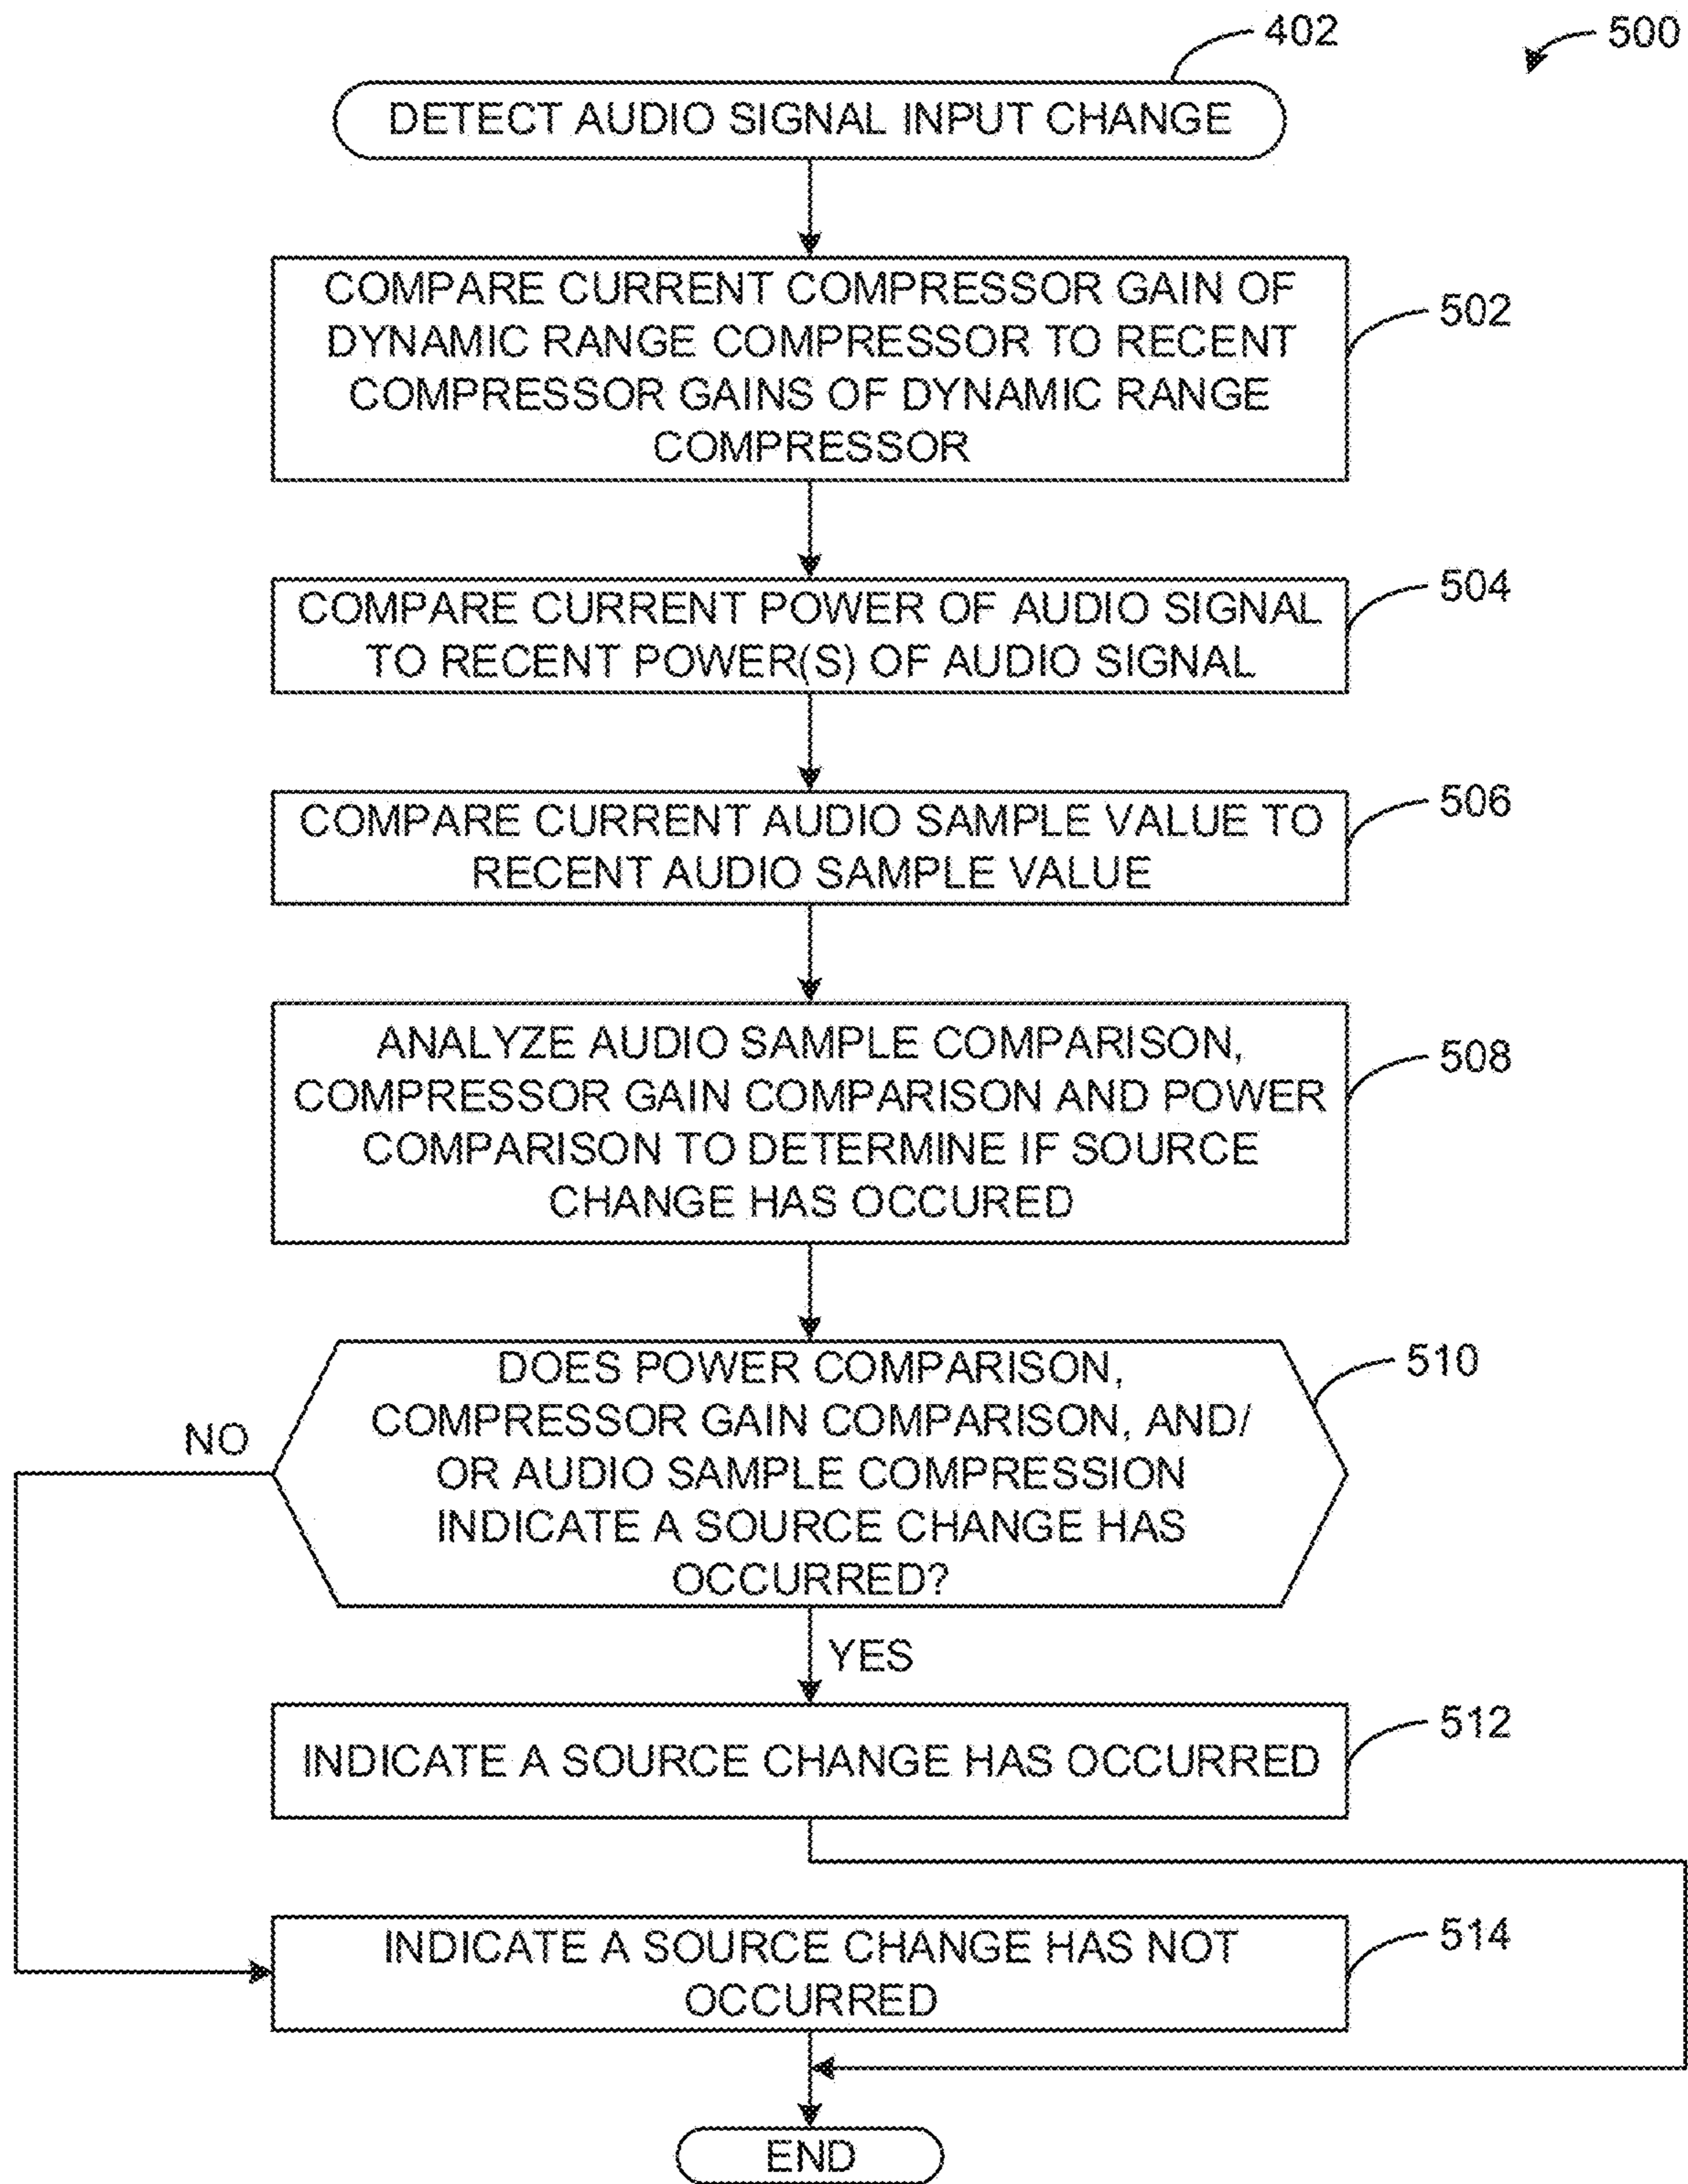 402
500
DETECT AUDIO SIGNAL INPUT CHANGE
COMPARE CURRENT COMPRESSOR GAIN OF
DYNAMIC RANGE COMPRESSOR TO RECENT
COMPRESSOR GAINS OF DYNAMIC RANGE
COMPRESSOR
502
COMPARE CURRENT POWER OF AUDIO SIGNAL
TO RECENT POWER(S) OF AUDIO SIGNAL
504
COMPARE CURRENT AUDIO SAMPLE VALUE TO
RECENT AUDIO SAMPLE VALUE
506
ANALYZE AUDIO SAMPLE COMPARISON,
COMPRESSOR GAIN COMPARISON AND POWER
COMPARISON TO DETERMINE IF SOURCE
CHANGE HAS OCCURED
508
DOES POWER COMPARISON,
COMPRESSOR GAIN COMPARISON, AND/
OR AUDIO SAMPLE COMPRESSION
INDICATE A SOURCE CHANGE HAS
OCCURRED?
510
NO
YES
INDICATE A SOURCE CHANGE HAS OCCURRED
512
INDICATE A SOURCE CHANGE HAS NOT
OCCURRED
514
END